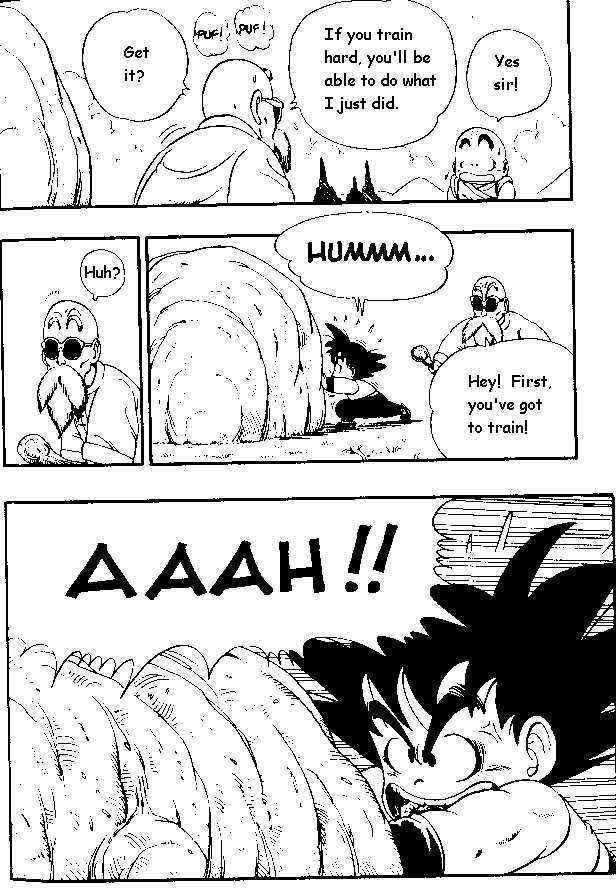 Get
it?
PUF!
PUF!
If you train
hard, you'll be
able to do what
I just did.
Yes
sir!
Huh?
HUMMM...
Hey! First,
you've got
to train!
AAAH!!